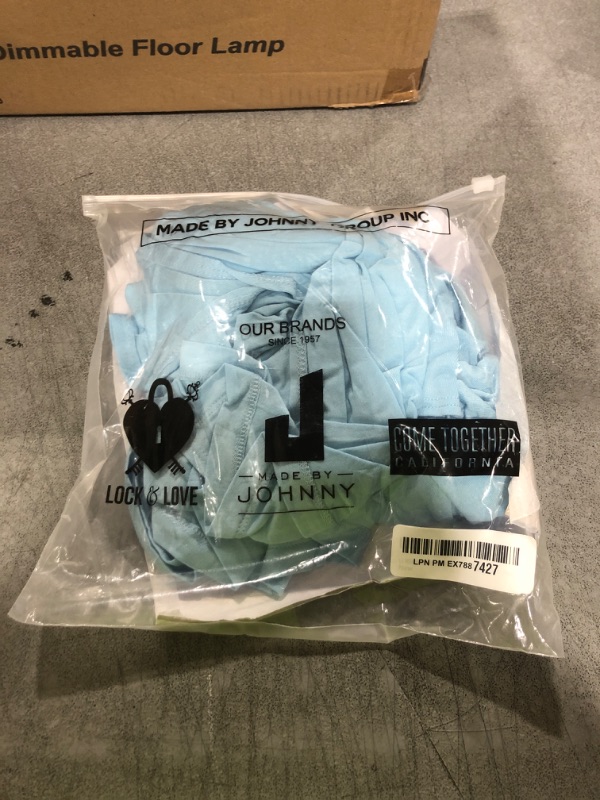 Dimmable Floor Lamp
MADE BY JOHNNY GROUP INC
OUR BRANDS
SINCE 1957
LOCK & LOVE
J
MADE BY
JOHNNY
COME TOGETHER
CALIFORNIA
LPN PM EX788 7427